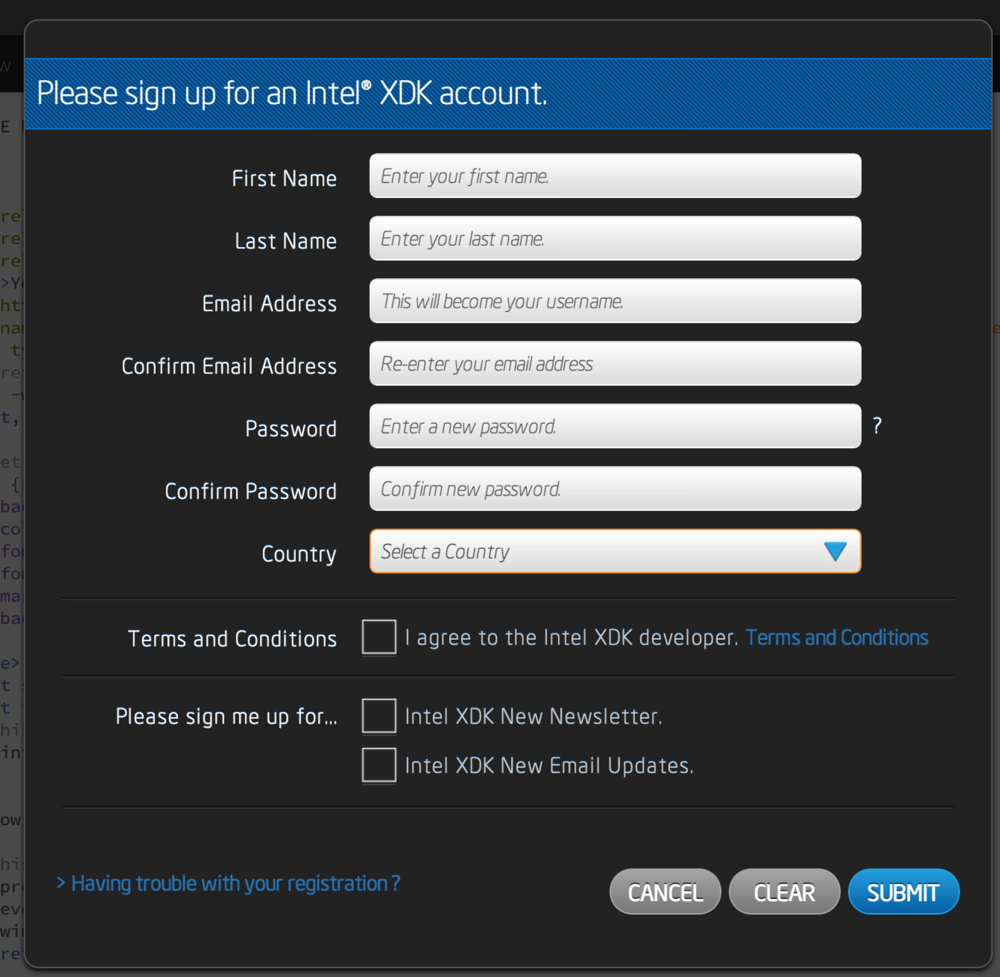 Please sign up for an Intel® XDK account.
First Name Enter your first name.
Last Name Enter your last name.
Email Address This will become your username.
Confirm Email Address Re-enter your email address
Password Enter a new password. ?
Confirm Password Confirm new password.
Country Select a Country
Terms and Conditions I agree to the Intel XDK developer. Terms and Conditions
Please sign me up for... Intel XDK New Newsletter.
Intel XDK New Email Updates.
> Having trouble with your registration ?
CANCEL CLEAR SUBMIT